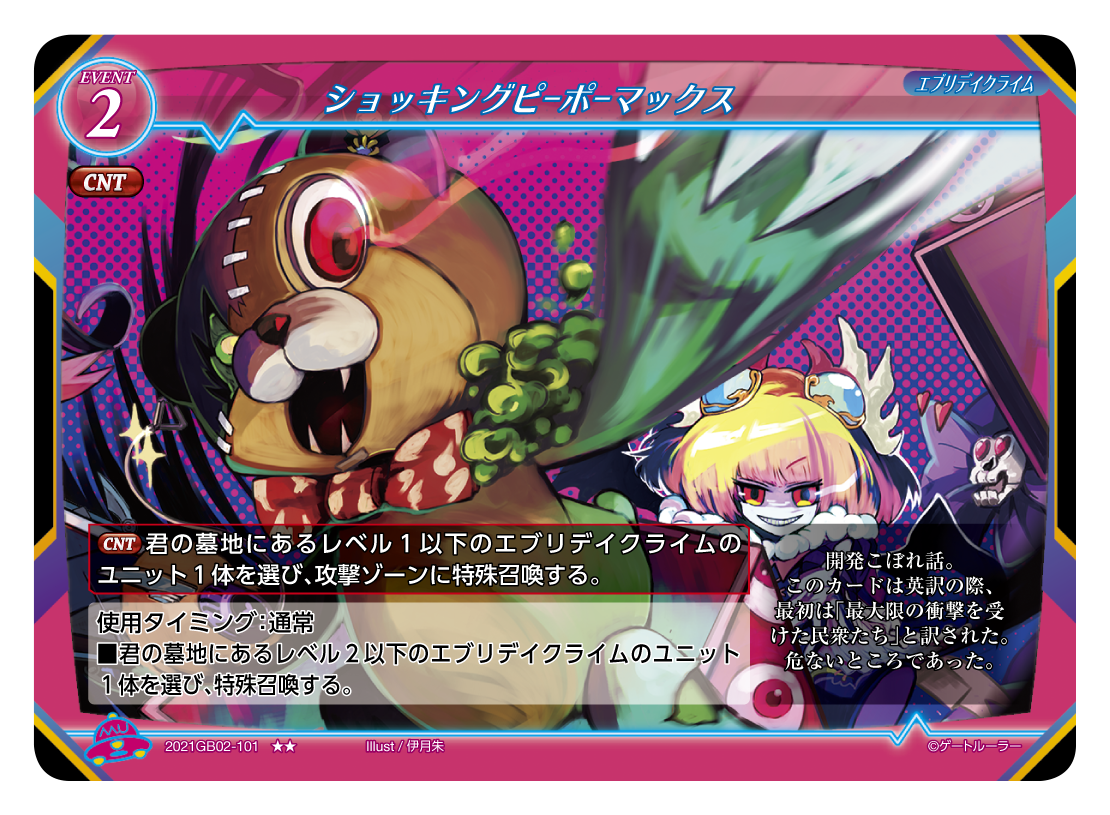 EVENT
2
ショッキングピーポーマックス
エブリデイクライム
CNT
CNT 君の墓地にあるレベル1以下のエブリデイクライムの
ユニット1体を選び、攻撃ゾーンに特殊召喚する。
使用タイミング:通常
■君の墓地にあるレベル2以下のエブリデイクライムのユニット
1体を選び、特殊召喚する。
開発こぼれ話。
このカードは英訳の際、
最初は「最大限の衝撃を受
けた民衆たち」と訳された。
危ないところであった。
MU
2021GB02-101 ★★
Illust / 伊月朱
©ゲートルーラー